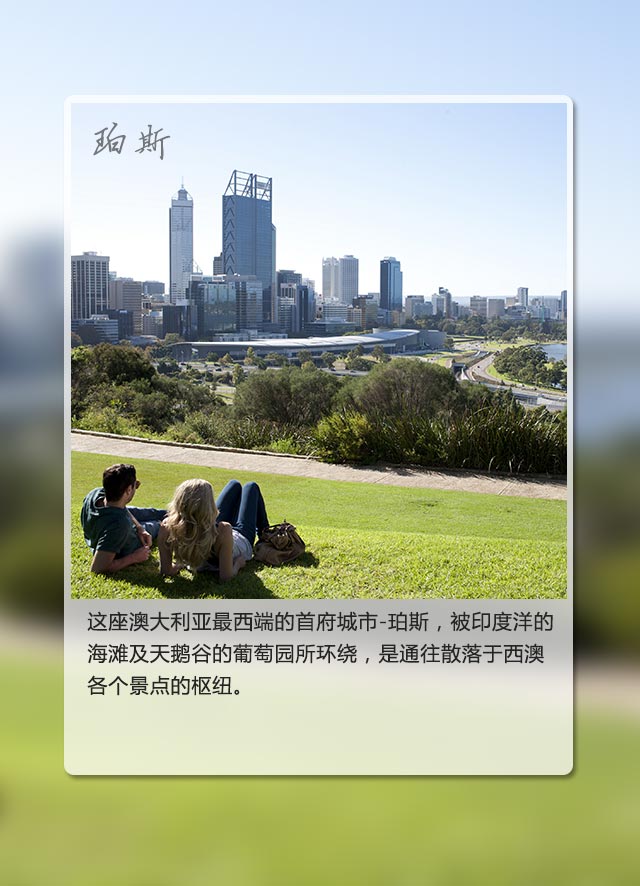 珀斯
这座澳大利亚最西端的首府城市-珀斯，被印度洋的
海滩及天鹅谷的葡萄园所环绕，是通往散落于西澳
各个景点的枢纽。